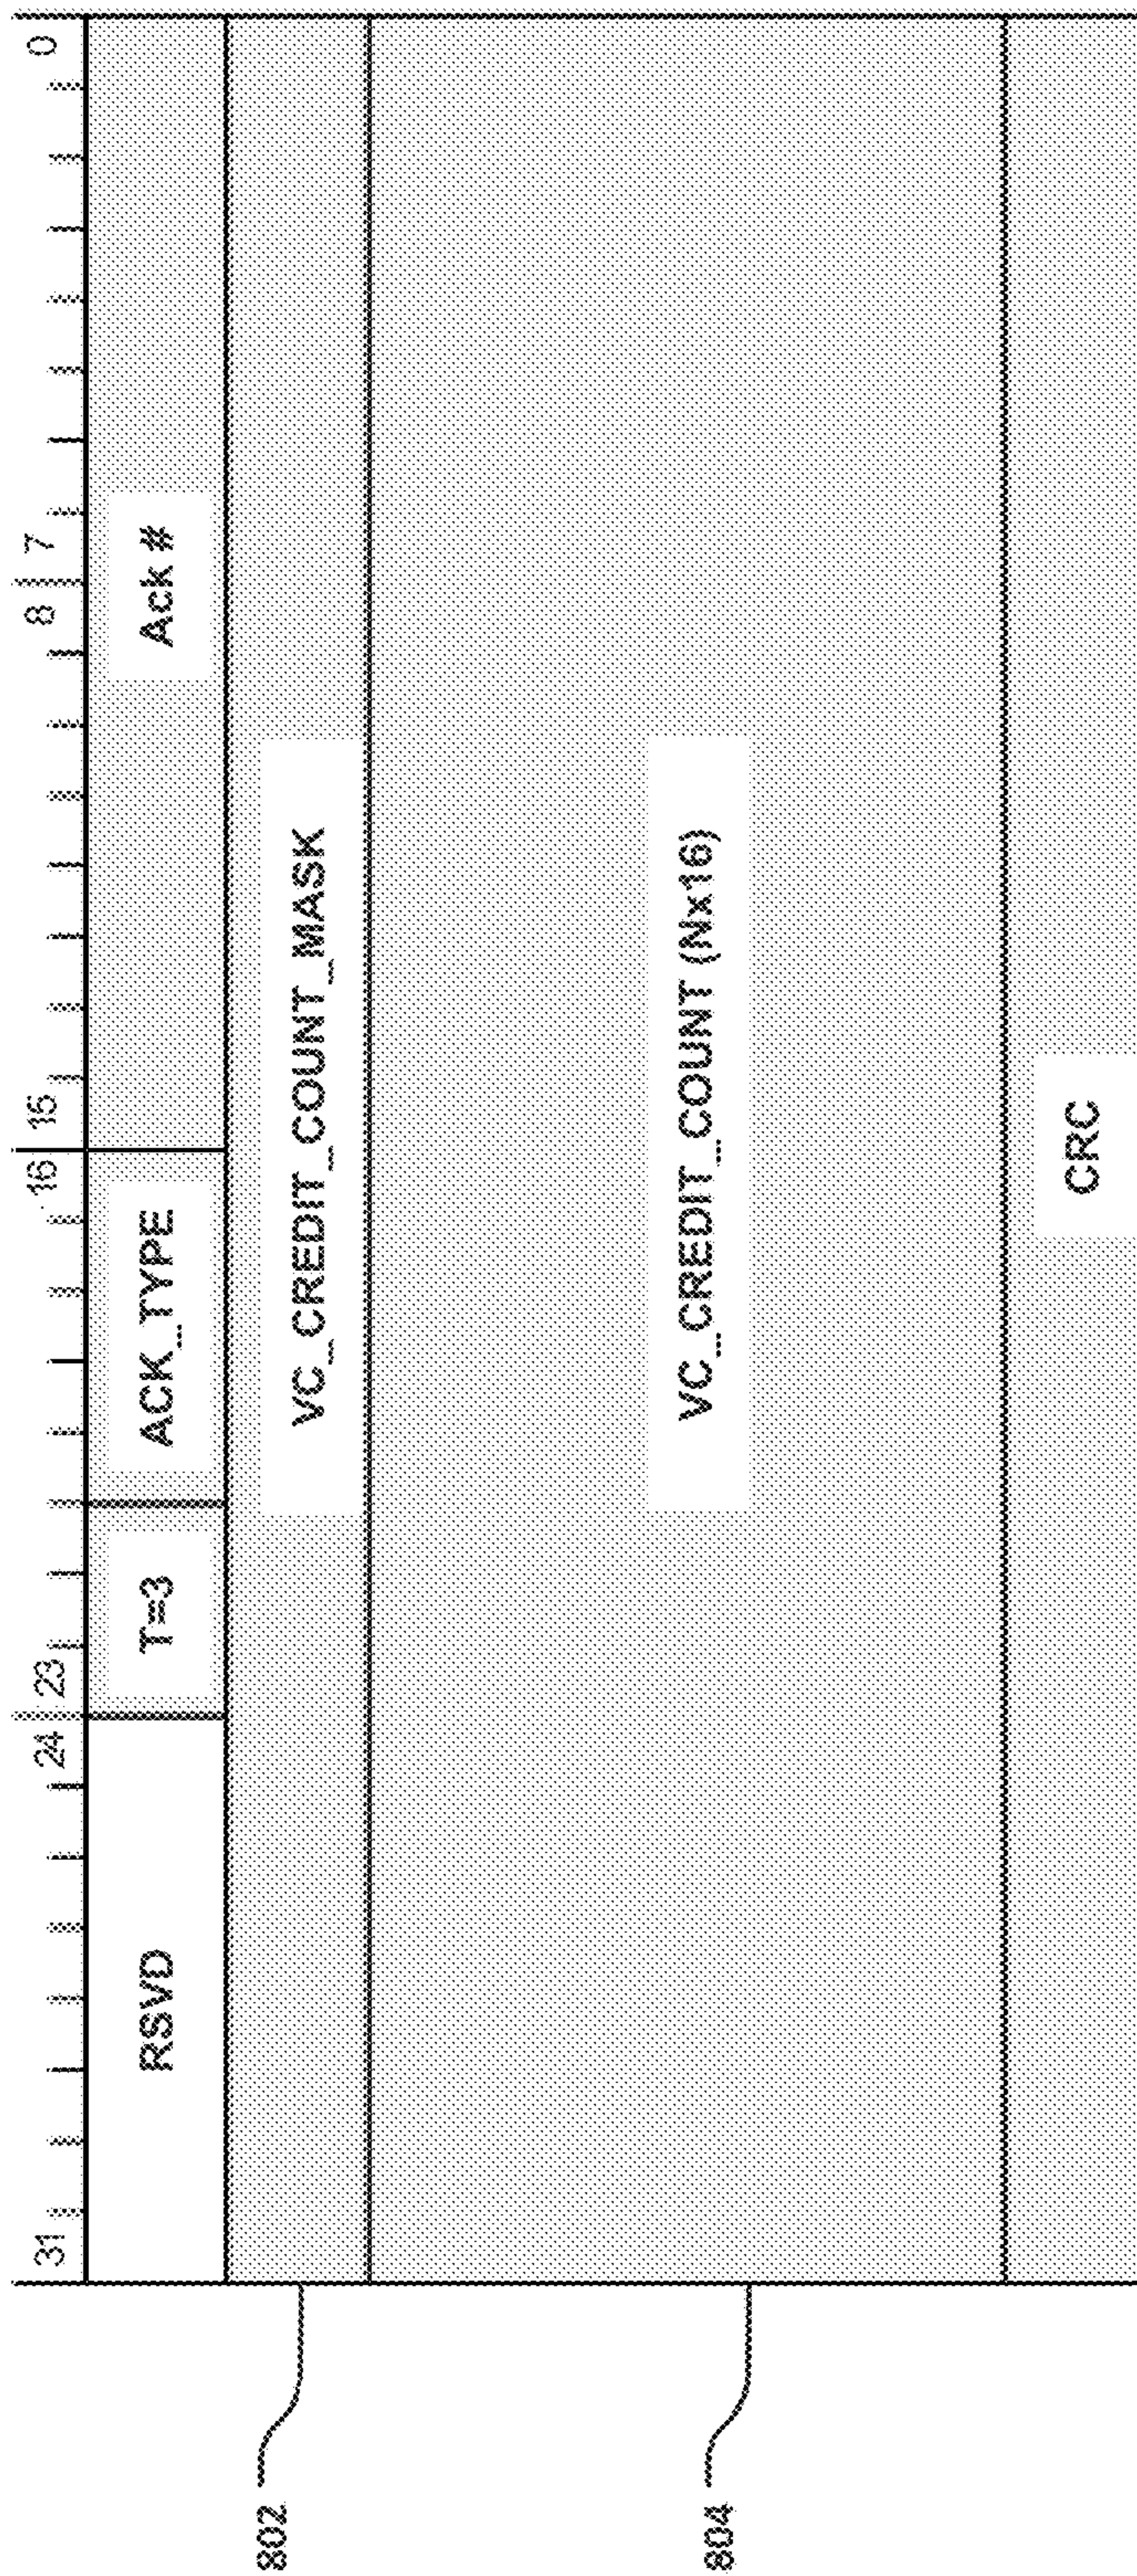 31 24 23 16 15 8 7 0
RSVD T=3 ACK_TYPE Ack #
802 VC_CREDIT_COUNT_MASK
804 VC_CREDIT_COUNT (Nx16)
CRC